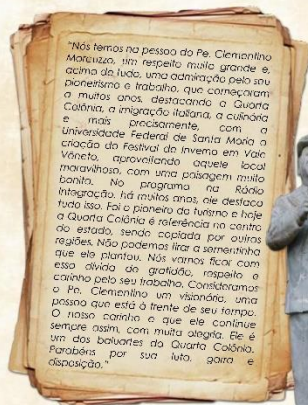 "Nós temos na pessoa do Pe. Clementino
Marcuzzo, um respeito muito grande e,
acima de tudo, uma admiração pelo seu
pioneirismo e trabalho, que começaram
a muitos anos, destacando a Quarta
Colônia, a imigração italiana, a culinária
e mais precisamente, com a
Universidade Federal de Santa Maria a
criação do Festival de Inverno em Vale
Vêneto, aproveitando aquele local
maravilhoso, com uma paisagem muito
bonita. No programa na Rádio
Integração, há muitos anos, ele destaca
tudo isso. Foi o pioneiro do turismo e hoje
a Quarta Colônia é referência no centro
do estado, sendo copiada por outras
regiões. Não podemos tirar a sementinha
que ele plantou. Nós vamos ficar com
essa dívida de gratidão, respeito e
carinho pelo seu trabalho. Consideramos
o Pe. Clementino um visionário, uma
pessoa que está à frente de seu tempo.
O nosso carinho e que ele continue
sempre assim, com muita alegria. Ele é
um dos baluartes da Quarta Colônia.
Parabéns por sua luta, garra e
disposição."